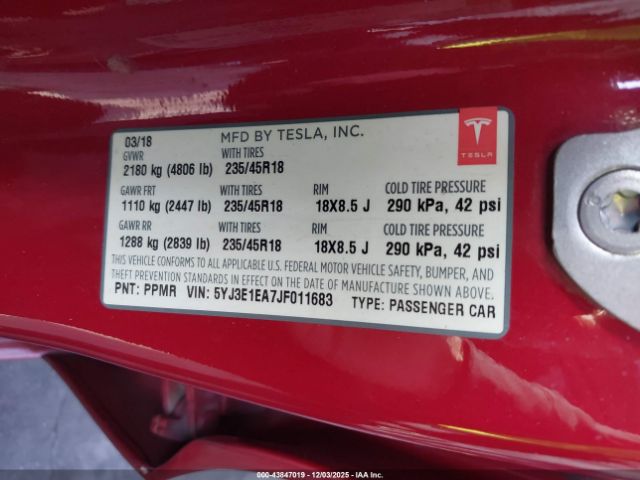 03/18 MFD BY TESLA, INC.
GVWR WITH TIRES
2180 kg (4806 lb) 235/45R18
TESLA
GAWR FRT WITH TIRES RIM COLD TIRE PRESSURE
1110 kg (2447 lb) 235/45R18 18X8.5 J 290 kPa, 42 psi
GAWR RR WITH TIRES RIM COLD TIRE PRESSURE
1288 kg (2839 lb) 235/45R18 18X8.5 J 290 kPa, 42 psi
THIS VEHICLE CONFORMS TO ALL APPLICABLE U.S. FEDERAL MOTOR VEHICLE SAFETY, BUMPER, AND
THEFT PREVENTION STANDARDS IN EFFECT ON THE DATE OF MANUFACTURE SHOWN ABOVE.
PNT: PPMR VIN: 5YJ3E1EA7JF011683 TYPE: PASSENGER CAR
00-43847019 - 12/03/2025 - IAA Inc.